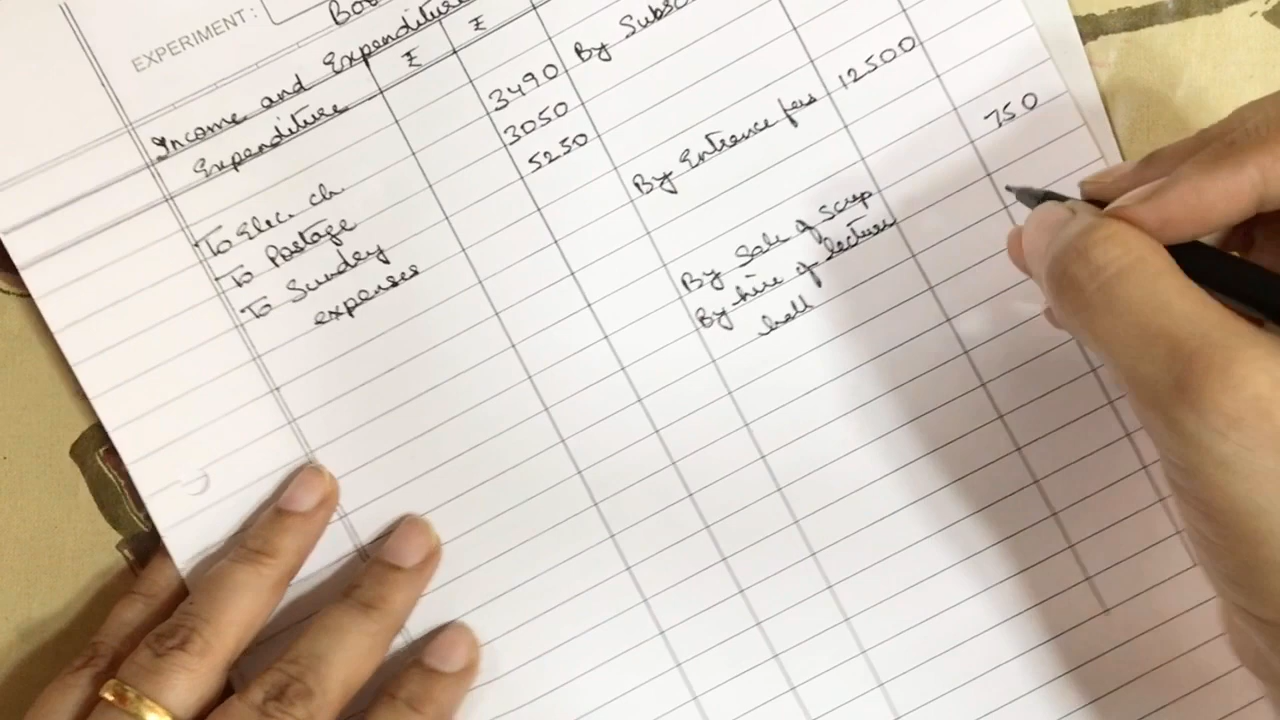 EXPERIMENT:
Income and Expenditure
Expenditure ₹ ₹
To Elec. ch. 3490 By
To Postage 3050
To Sundry 5250
expenses
By Entrance fees 12500
By Sale of scrap 750
By hire of lecture
hall